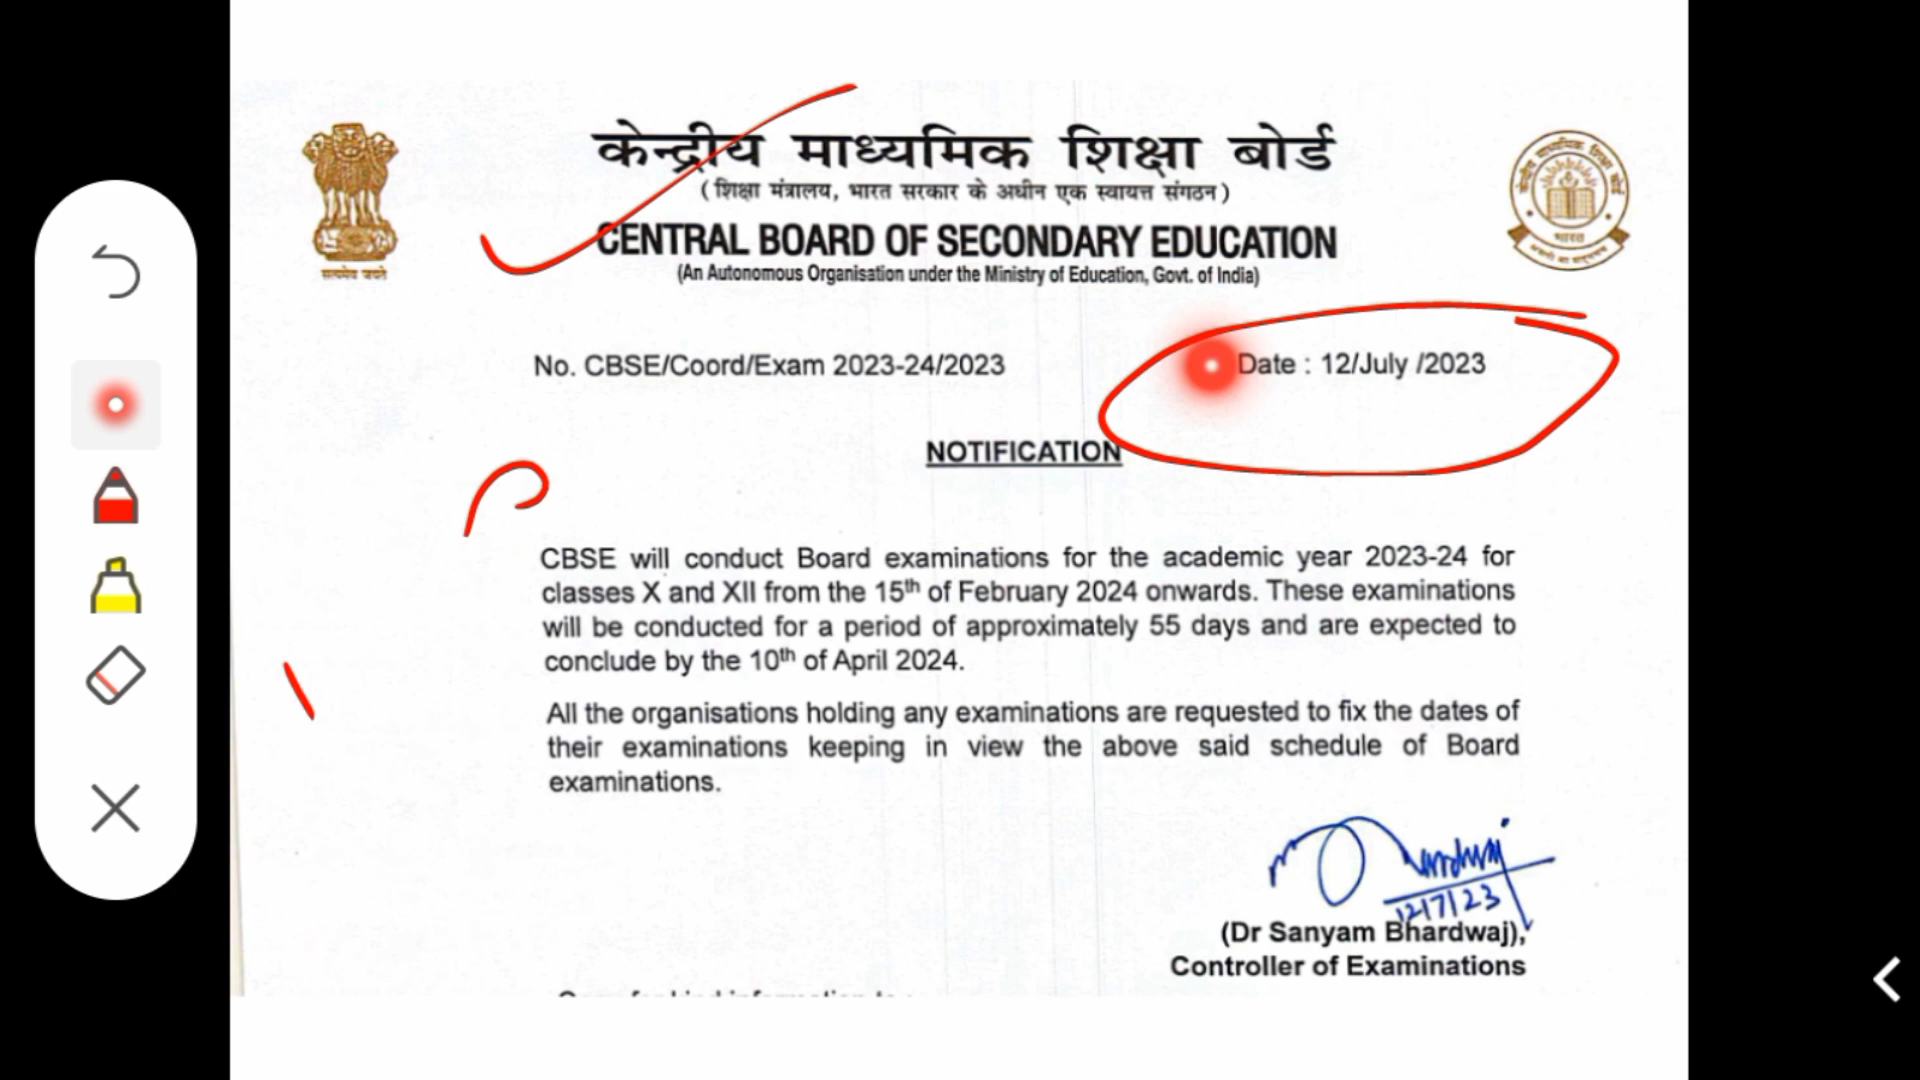 केन्द्रीय माध्यमिक शिक्षा बोर्ड
(शिक्षा मंत्रालय, भारत सरकार के अधीन एक स्वायत्त संगठन)
CENTRAL BOARD OF SECONDARY EDUCATION
(An Autonomous Organisation under the Ministry of Education, Govt. of India)
सत्यमेव जयते
भारत
No. CBSE/Coord/Exam 2023-24/2023 Date : 12/July /2023
NOTIFICATION
CBSE will conduct Board examinations for the academic year 2023-24 for
classes X and XII from the 15th of February 2024 onwards. These examinations
will be conducted for a period of approximately 55 days and are expected to
conclude by the 10th of April 2024.
All the organisations holding any examinations are requested to fix the dates of
their examinations keeping in view the above said schedule of Board
examinations.
12/7/23
(Dr Sanyam Bhardwaj),
Controller of Examinations